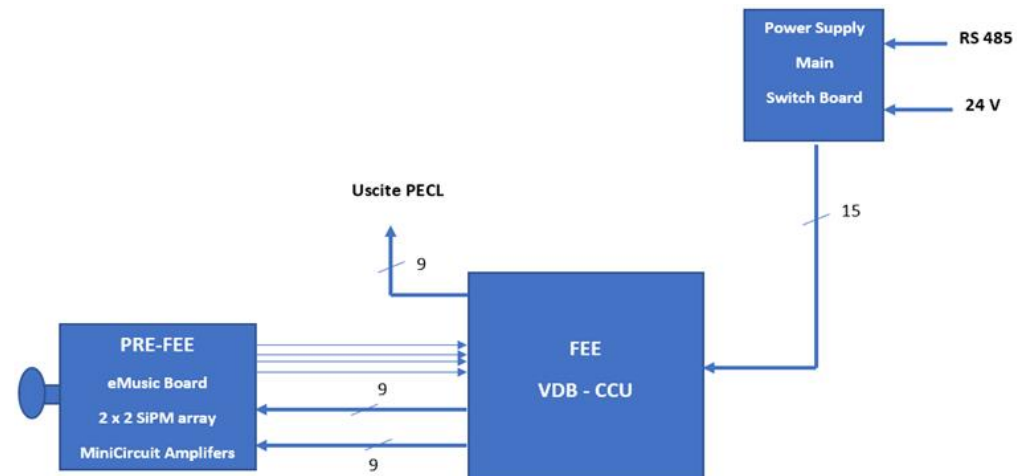 Power Supply
Main
Switch Board
RS 485
24 V
15
Uscite PECL
9
PRE-FEE
eMusic Board
2 x 2 SiPM array
MiniCircuit Amplifers
9
9
FEE
VDB - CCU